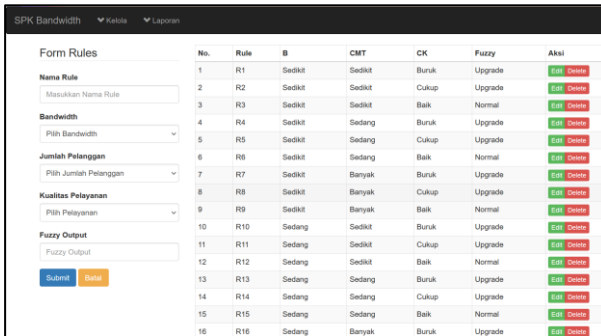 SPK Bandwidth Kelola Laporan
Form Rules
Nama Rule
Masukkan Nama Rule
Bandwidth
Pilih Bandwidth
Jumlah Pelanggan
Pilih Jumlah Pelanggan
Kualitas Pelayanan
Pilih Pelayanan
Fuzzy Output
Fuzzy Output
Submit Batal
No. Rule B CMT CK Fuzzy Aksi
1 R1 Sedikit Sedikit Buruk Upgrade Edit Delete
2 R2 Sedikit Sedikit Cukup Upgrade Edit Delete
3 R3 Sedikit Sedikit Baik Normal Edit Delete
4 R4 Sedikit Sedang Buruk Upgrade Edit Delete
5 R5 Sedikit Sedang Cukup Upgrade Edit Delete
6 R6 Sedikit Sedang Baik Normal Edit Delete
7 R7 Sedikit Banyak Buruk Upgrade Edit Delete
8 R8 Sedikit Banyak Cukup Upgrade Edit Delete
9 R9 Sedikit Banyak Baik Normal Edit Delete
10 R10 Sedang Sedikit Buruk Upgrade Edit Delete
11 R11 Sedang Sedikit Cukup Upgrade Edit Delete
12 R12 Sedang Sedikit Baik Normal Edit Delete
13 R13 Sedang Sedang Buruk Upgrade Edit Delete
14 R14 Sedang Sedang Cukup Upgrade Edit Delete
15 R15 Sedang Sedang Baik Normal Edit Delete
16 R16 Sedang Banyak Buruk Upgrade Edit Delete